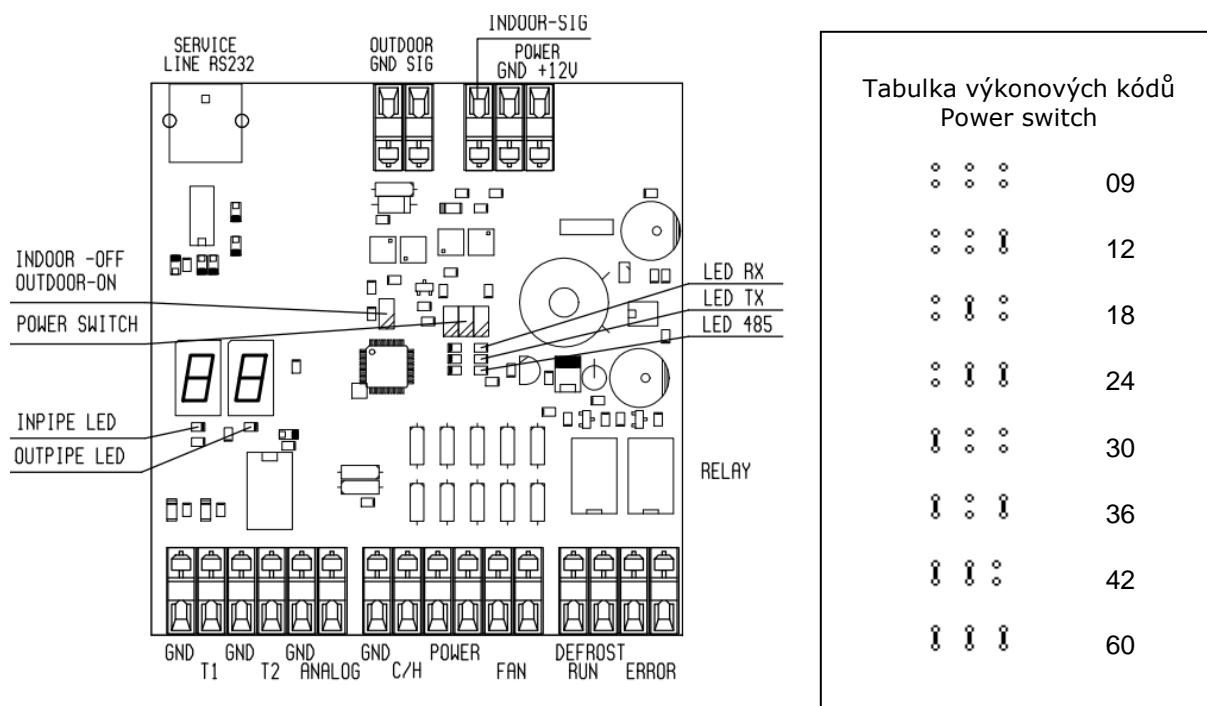 INDOOR-SIG
SERVICE
LINE RS232
OUTDOOR
GND SIG
POWER
GND +12V
INDOOR -OFF
OUTDOOR-ON
POWER SWITCH
LED RX
LED TX
LED 485
INPIPE LED
OUTPIPE LED
RELAY
GND GND GND GND POWER DEFROST
T1 T2 ANALOG C/H FAN RUN ERROR
Tabulka výkonových kódů
Power switch
09
12
18
24
30
36
42
60